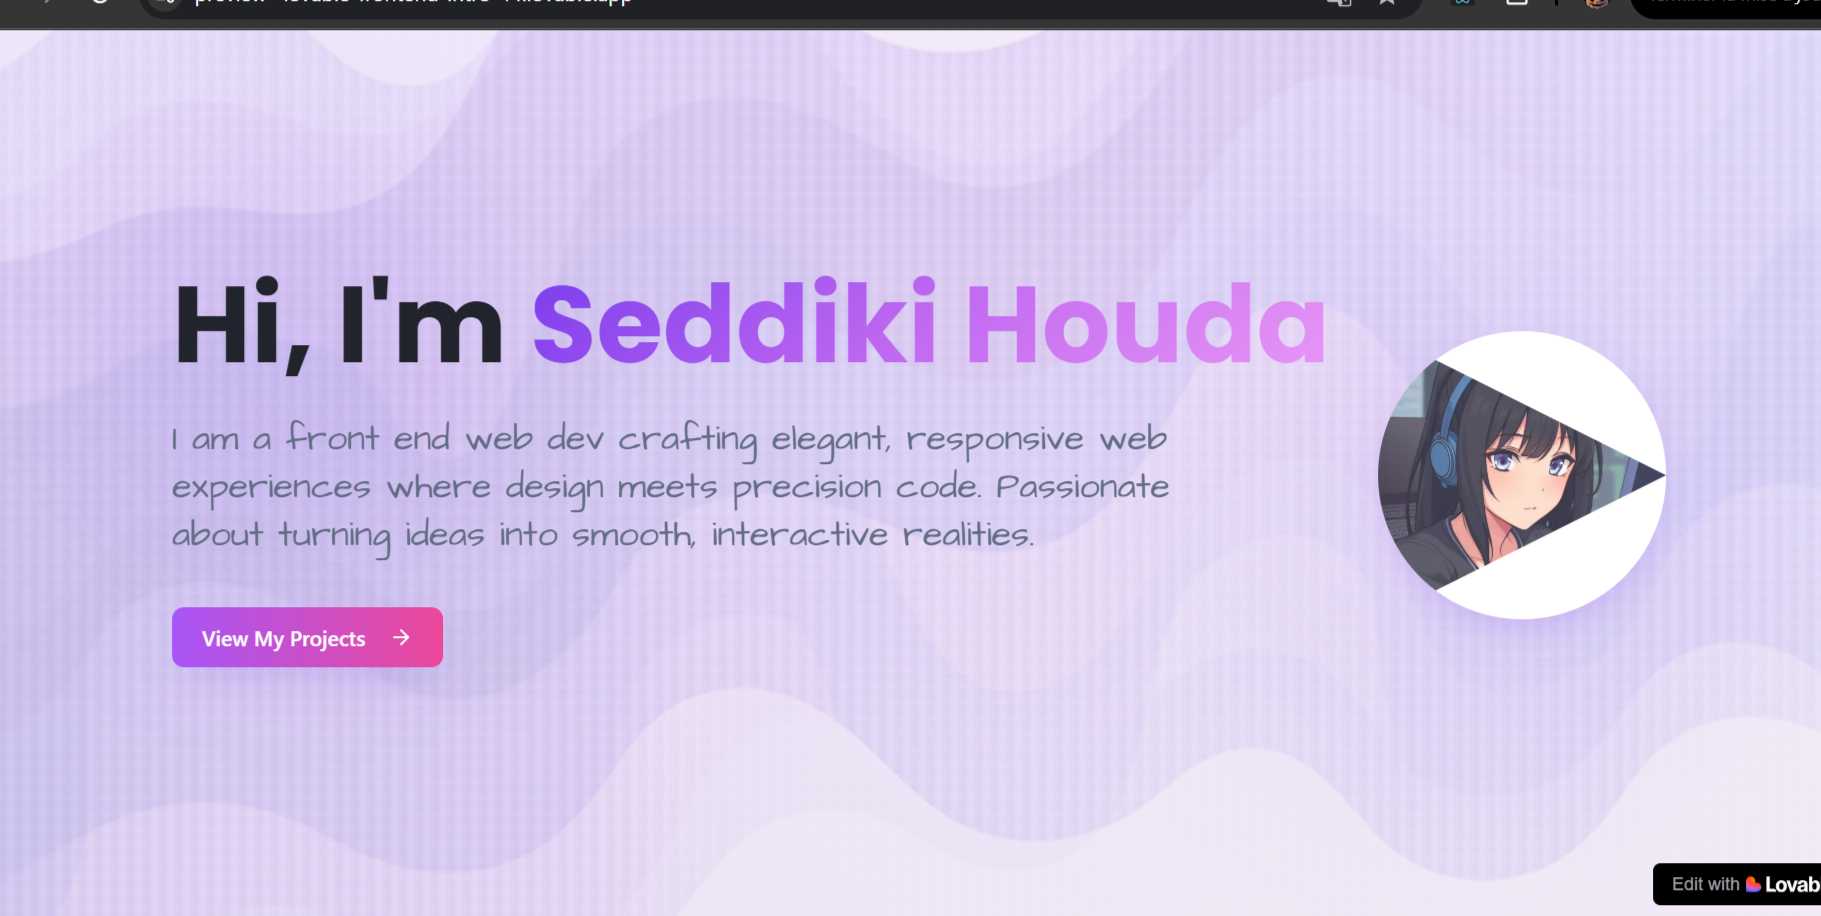 Hi, I'm Seddiki Houda
I am a front end web dev crafting elegant, responsive web
experiences where design meets precision code. Passionate
about turning ideas into smooth, interactive realities.
View My Projects
Edit with Lovab